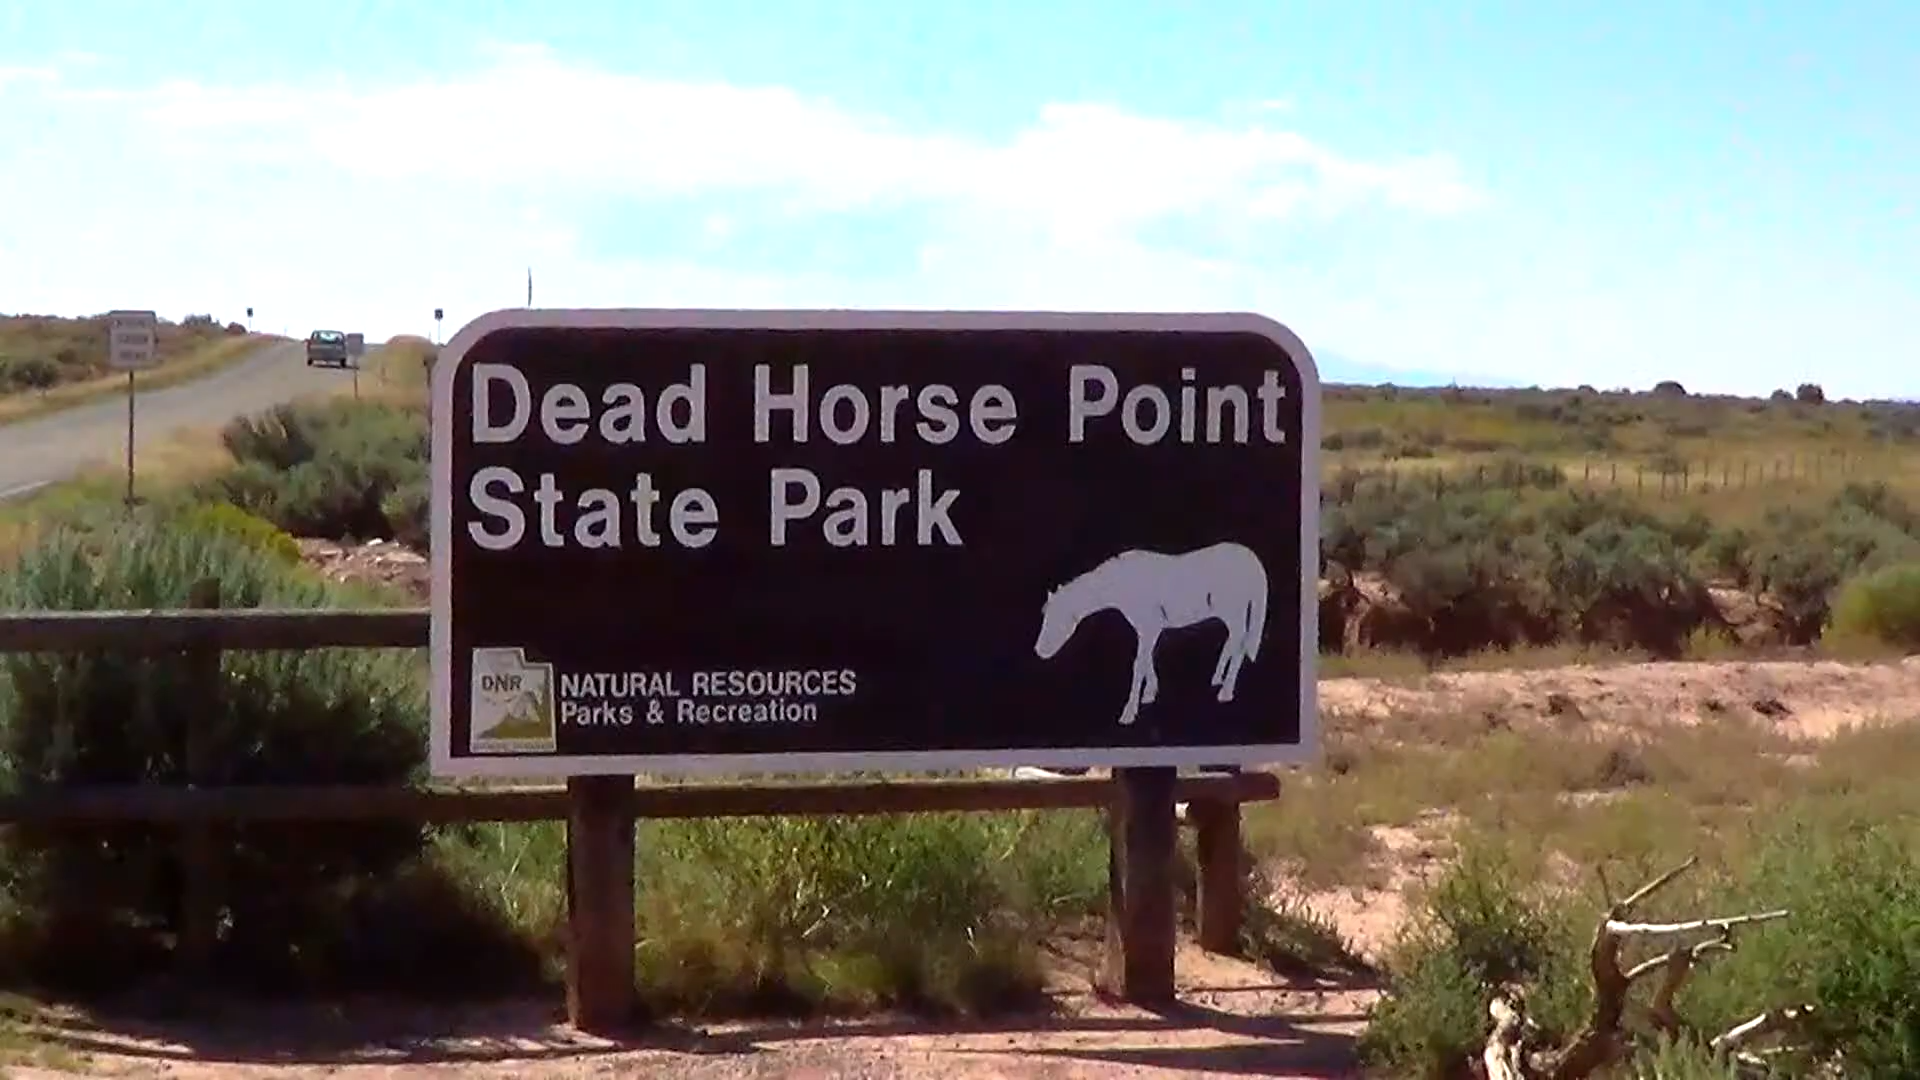 Dead Horse Point
State Park
DNR
NATURAL RESOURCES
Parks & Recreation